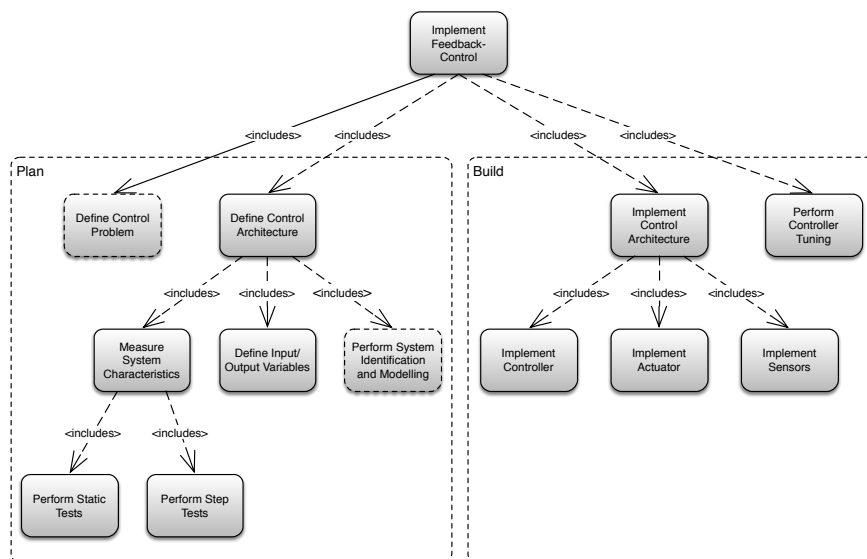 Implement
Feedback-
Control
<includes>
<includes>
<includes>
<includes>
Plan
Build
Define Control
Problem
Define Control
Architecture
Implement
Control
Architecture
Perform
Controller
Tuning
<includes>
<includes>
<includes>
<includes>
<includes>
<includes>
Measure
System
Characteristics
Define Input/
Output Variables
Perform System
Identification
and Modelling
Implement
Controller
Implement
Actuator
Implement
Sensors
<includes>
<includes>
Perform Static
Tests
Perform Step
Tests